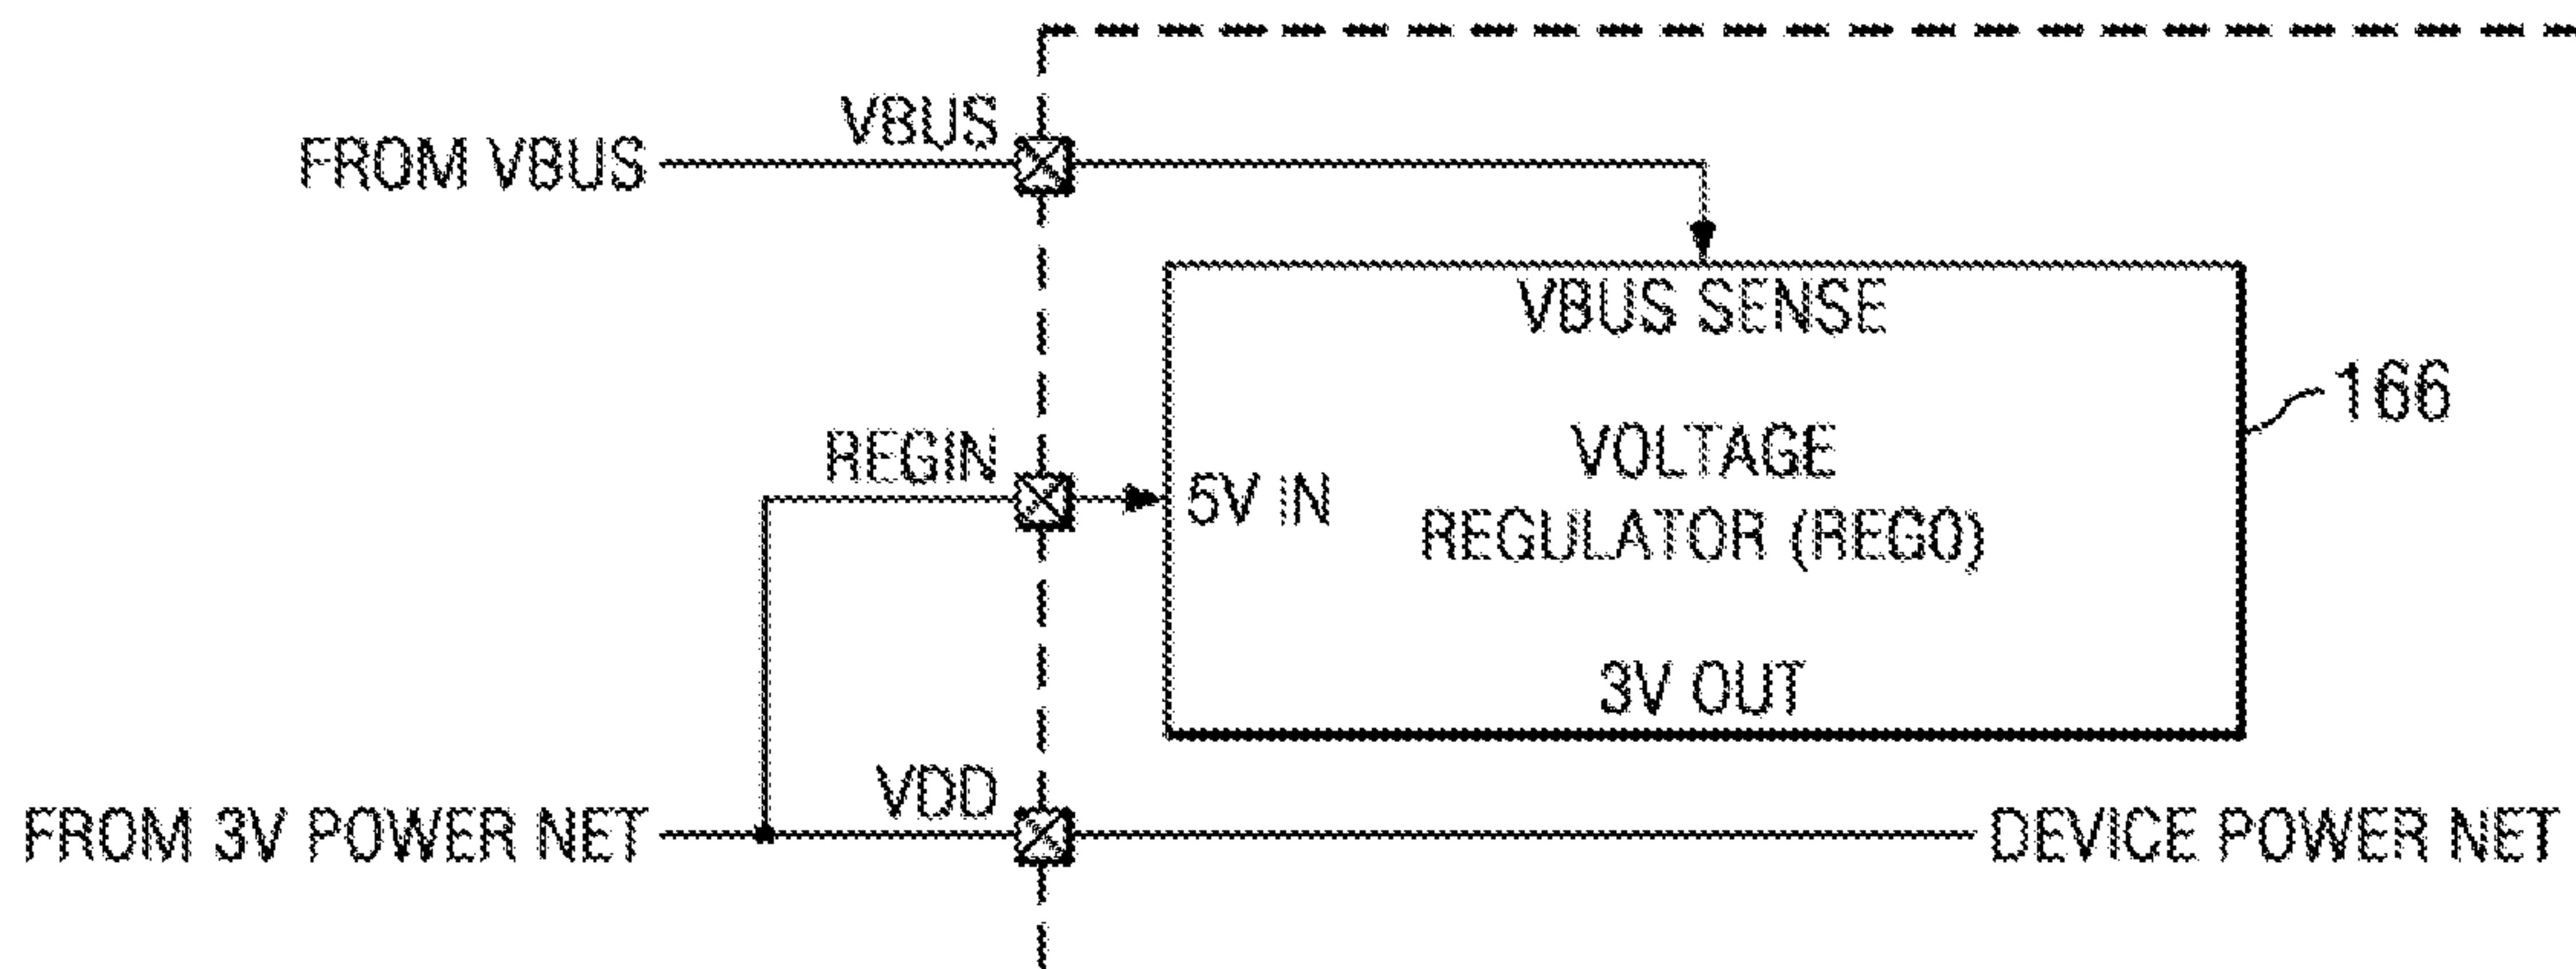 VBUS
FROM VBUS
VBUS SENSE
166
REGIN
5V IN
VOLTAGE
REGULATOR (REG0)
3V OUT
VDD
FROM 3V POWER NET
DEVICE POWER NET